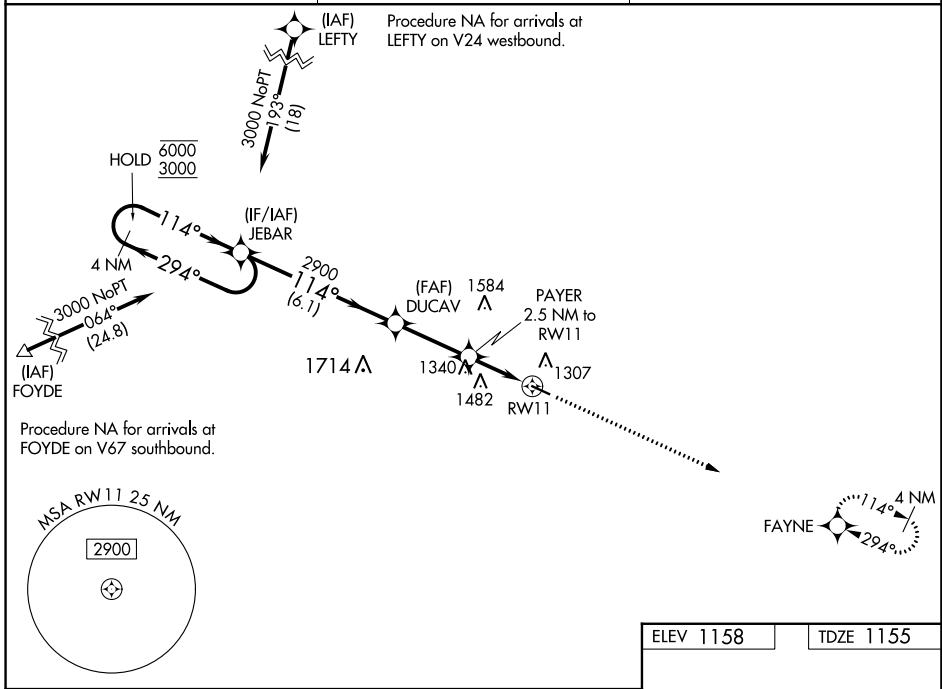 (IAF)
LEFTY
Procedure NA for arrivals at
LEFTY on V24 westbound.
3000 NoPT
193°
(18)
HOLD 6000
3000
114°
294°
4 NM
(IF/IAF)
JEBAR
2900
114°
(6.1)
(FAF)
DUCAV
1584
PAYER
2.5 NM to
RW11
3000 NoPT
064°
(24.8)
(IAF)
FOYDE
1714
1340
1482
1307
RW11
Procedure NA for arrivals at
FOYDE on V67 southbound.
MSA RW11 25 NM
2900
FAYNE
114°
294°
4 NM
ELEV 1158
TDZE 1155